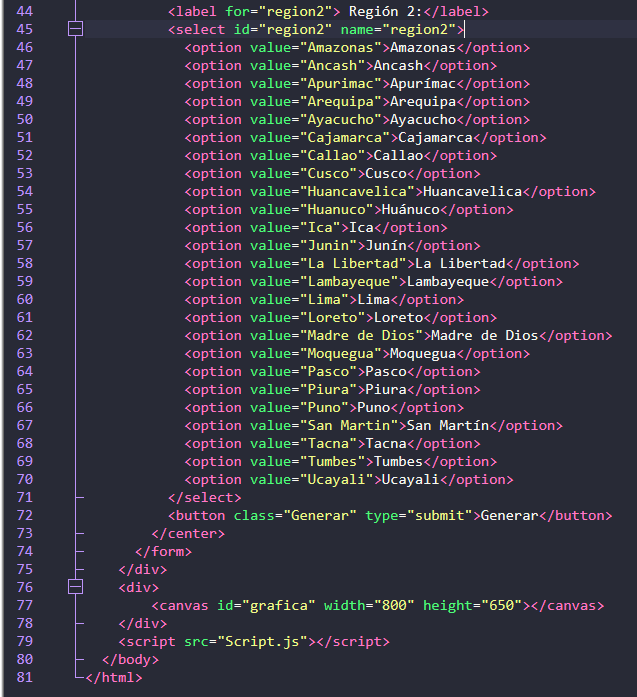 44 <label for="region2"> Región 2:</label>
45 <select id="region2" name="region2">
46 <option value="Amazonas">Amazonas</option>
47 <option value="Ancash">Ancash</option>
48 <option value="Apurimac">Apurímac</option>
49 <option value="Arequipa">Arequipa</option>
50 <option value="Ayacucho">Ayacucho</option>
51 <option value="Cajamarca">Cajamarca</option>
52 <option value="Callao">Callao</option>
53 <option value="Cusco">Cusco</option>
54 <option value="Huancavelica">Huancavelica</option>
55 <option value="Huanuco">Huánuco</option>
56 <option value="Ica">Ica</option>
57 <option value="Junin">Junín</option>
58 <option value="La Libertad">La Libertad</option>
59 <option value="Lambayeque">Lambayeque</option>
60 <option value="Lima">Lima</option>
61 <option value="Loreto">Loreto</option>
62 <option value="Madre de Dios">Madre de Dios</option>
63 <option value="Moquegua">Moquegua</option>
64 <option value="Pasco">Pasco</option>
65 <option value="Piura">Piura</option>
66 <option value="Puno">Puno</option>
67 <option value="San Martin">San Martín</option>
68 <option value="Tacna">Tacna</option>
69 <option value="Tumbes">Tumbes</option>
70 <option value="Ucayali">Ucayali</option>
71 </select>
72 <button class="Generar" type="submit">Generar</button>
73 </center>
74 </form>
75 </div>
76 <div>
77 <canvas id="grafica" width="800" height="650"></canvas>
78 </div>
79 <script src="Script.js"></script>
80 </body>
81 </html>